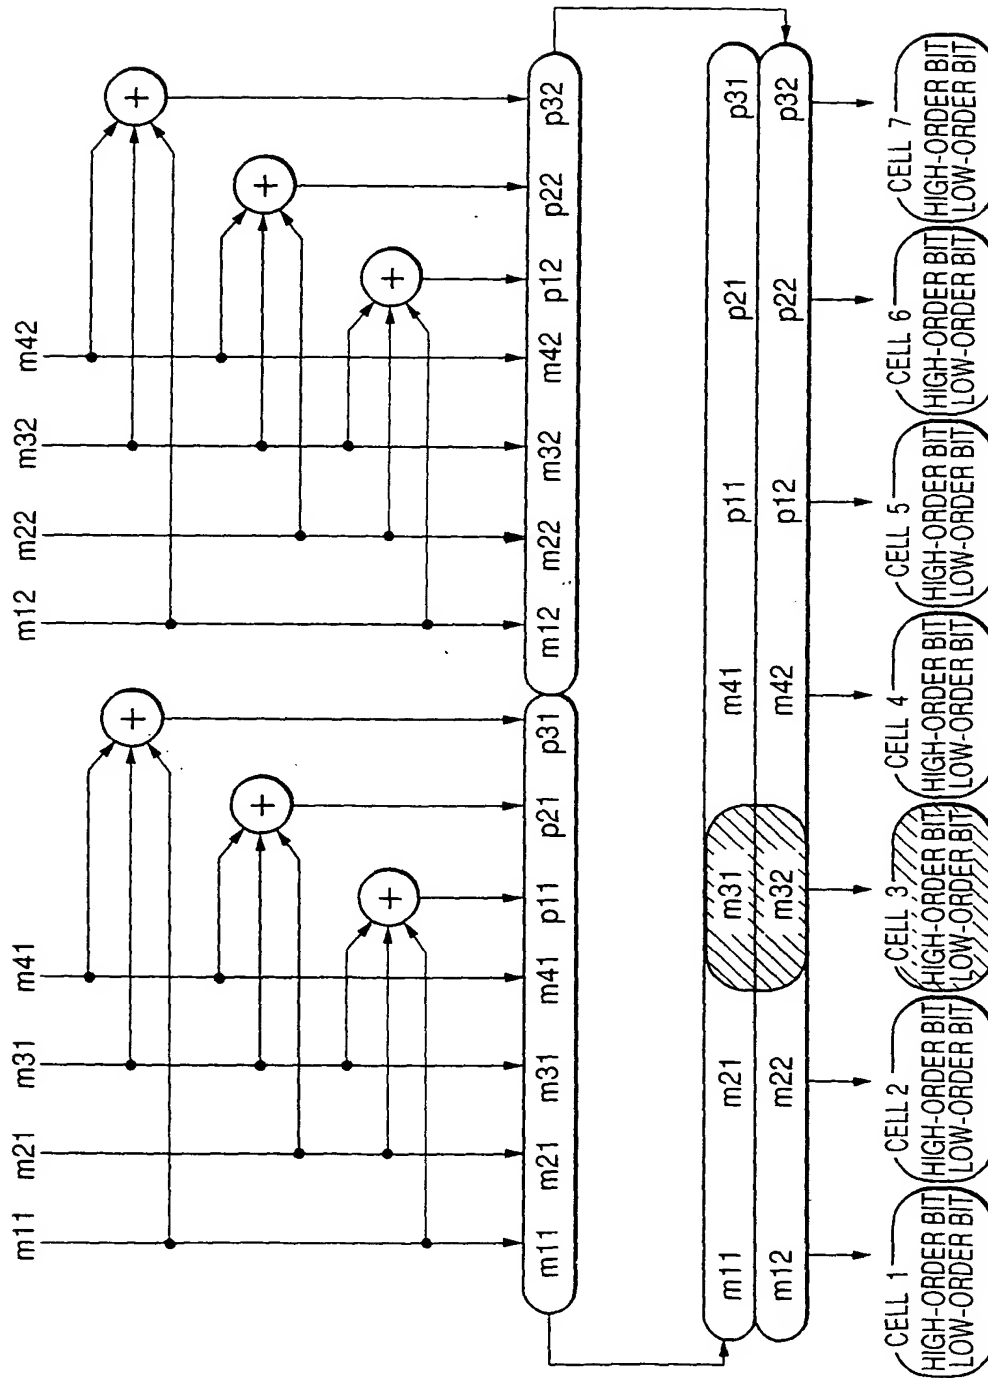 m11 m21 m31 m41 m12 m22 m32 m42
+ +
+ +
+ +
m11 m21 m31 m41 p11 p21 p31 m12 m22 m32 m42 p12 p22 p32
m11 m21 m31 m41 p11 p21 p31
m12 m22 m32 m42 p12 p22 p32
CELL 1 CELL 2 CELL 3 CELL 4 CELL 5 CELL 6 CELL 7
HIGH-ORDER BIT HIGH-ORDER BIT HIGH-ORDER BIT HIGH-ORDER BIT HIGH-ORDER BIT HIGH-ORDER BIT HIGH-ORDER BIT
LOW-ORDER BIT LOW-ORDER BIT LOW-ORDER BIT LOW-ORDER BIT LOW-ORDER BIT LOW-ORDER BIT LOW-ORDER BIT